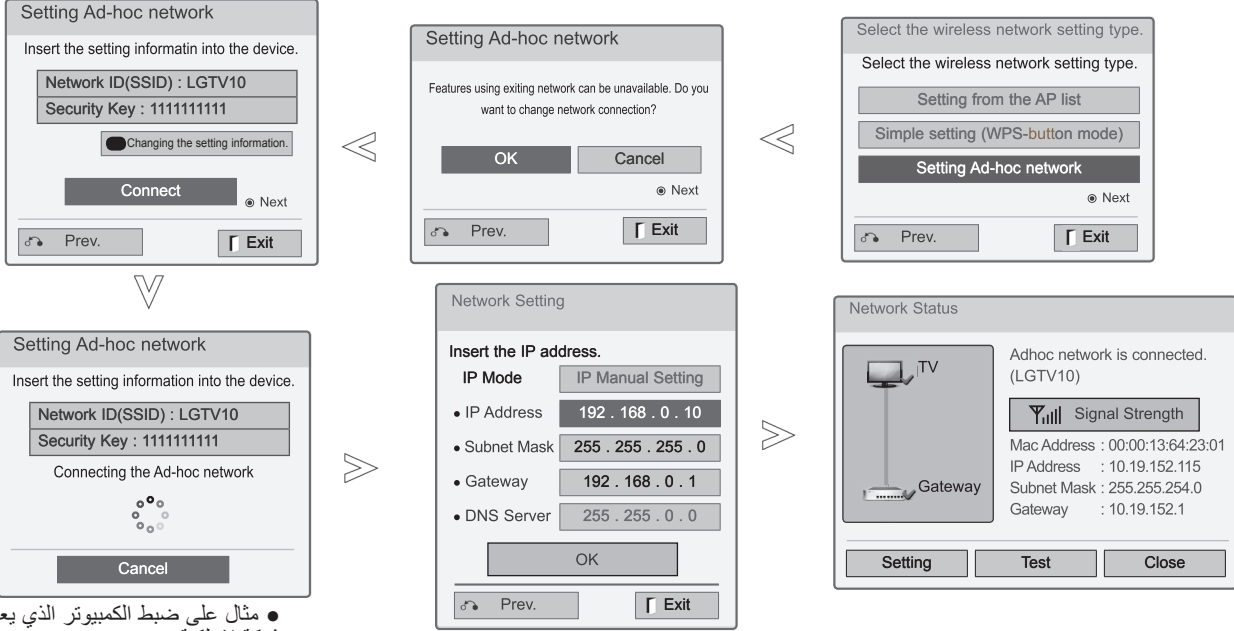 Select the wireless network setting type.
Select the wireless network setting type.
Setting from the AP list
Simple setting (WPS-button mode)
Setting Ad-hoc network
Next
Prev.
Exit
Setting Ad-hoc network
Features using exiting network can be unavailable. Do you
want to change network connection?
OK
Cancel
Next
Prev.
Exit
Setting Ad-hoc network
Insert the setting informatin into the device.
Network ID(SSID) : LGTV10
Security Key : 1111111111
Changing the setting information.
Connect
Next
Prev.
Exit
Setting Ad-hoc network
Insert the setting information into the device.
Network ID(SSID) : LGTV10
Security Key : 1111111111
Connecting the Ad-hoc network
Cancel
Network Setting
Insert the IP address.
IP Mode IP Manual Setting
• IP Address 192 . 168 . 0 . 10
• Subnet Mask 255 . 255 . 255 . 0
• Gateway 192 . 168 . 0 . 1
• DNS Server 255 . 255 . 0 . 0
OK
Prev.
Exit
Network Status
TV
Gateway
Adhoc network is connected.
(LGTV10)
Signal Strength
Mac Address : 00:00:13:64:23:01
IP Address : 10.19.152.115
Subnet Mask : 255.255.254.0
Gateway : 10.19.152.1
Setting
Test
Close
● مثال على ضبط الكمبيوتر الذي